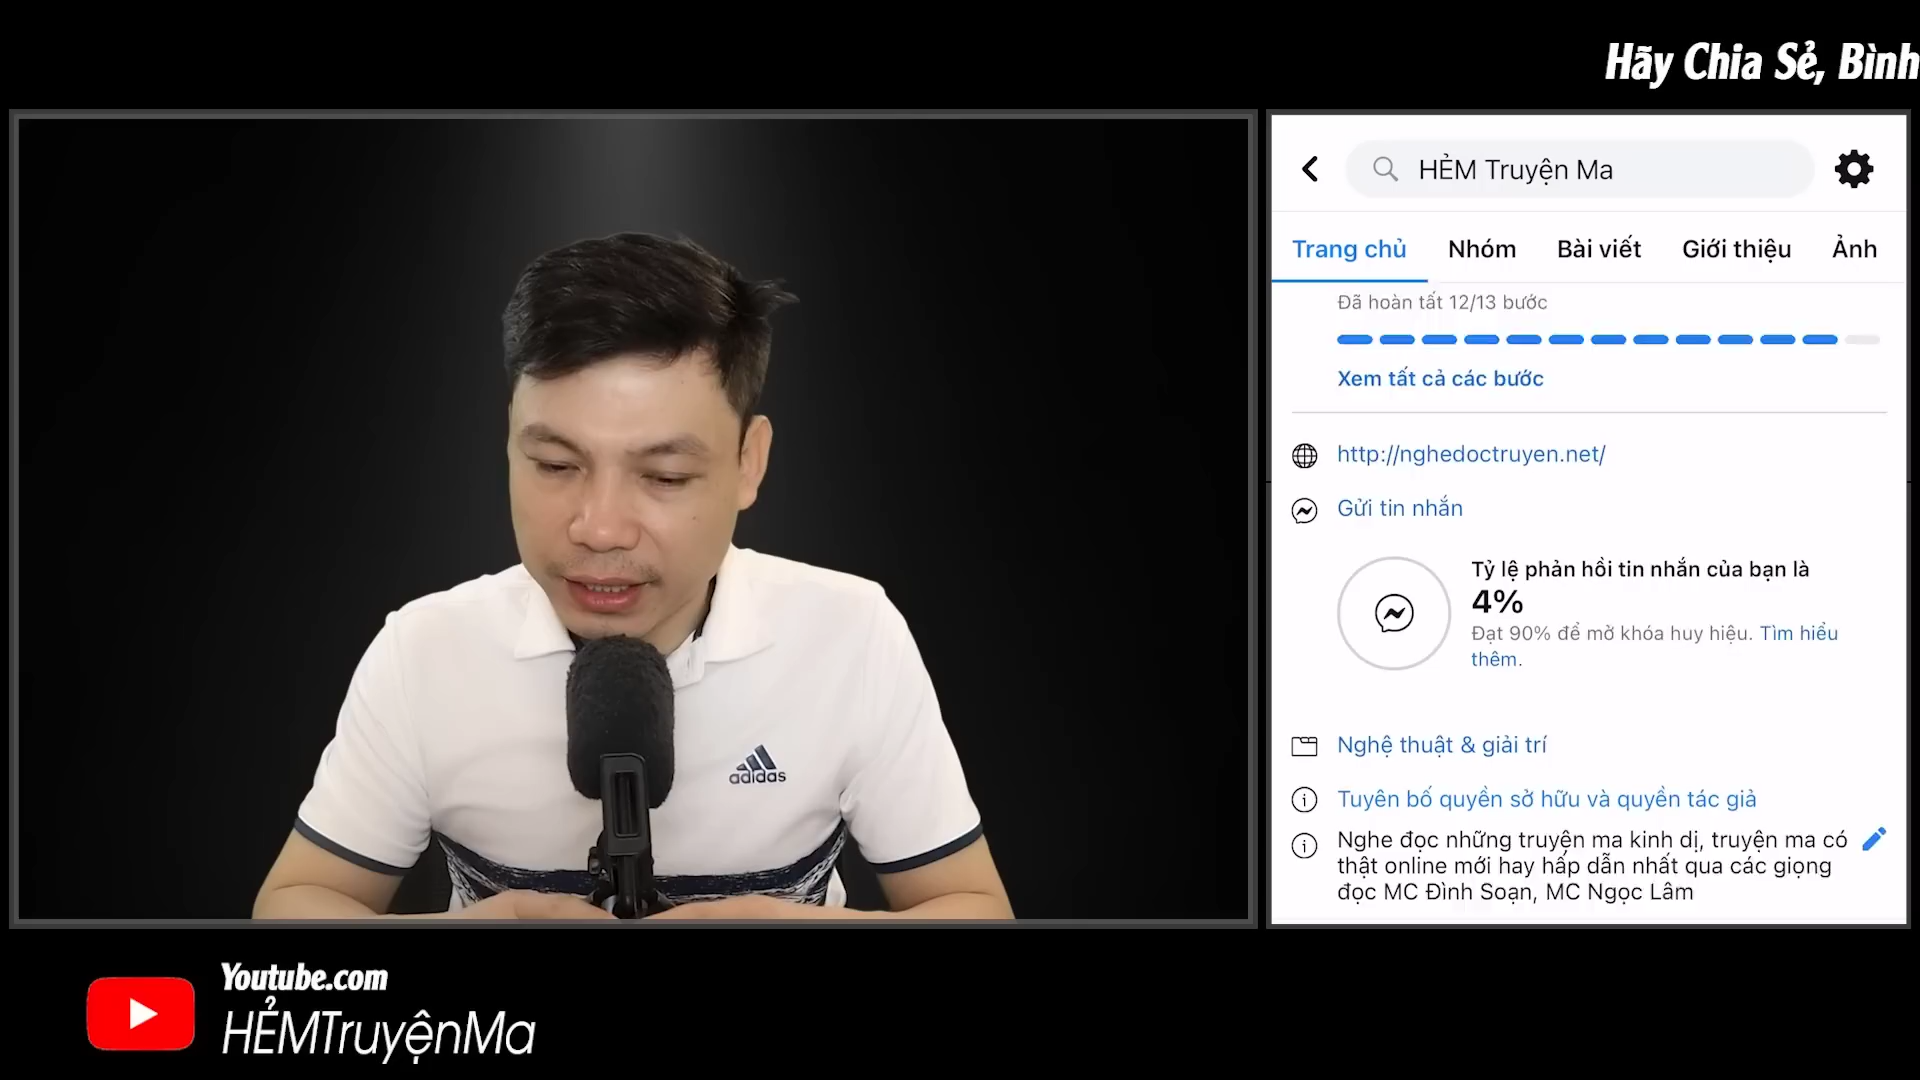 Hãy Chia Sẻ, Bình
HẺM Truyện Ma
Trang chủ Nhóm Bài viết Giới thiệu Ảnh
Đã hoàn tất 12/13 bước
Xem tất cả các bước
http://nghedoctruyen.net/
Gửi tin nhắn
Tỷ lệ phản hồi tin nhắn của bạn là
4%
Đạt 90% để mở khóa huy hiệu. Tìm hiểu
thêm.
Nghệ thuật & giải trí
Tuyên bố quyền sở hữu và quyền tác giả
Nghe đọc những truyện ma kinh dị, truyện ma có
thật online mới hay hấp dẫn nhất qua các giọng
đọc MC Đình Soạn, MC Ngọc Lâm
adidas
Youtube.com
HẺMTruyệnMa